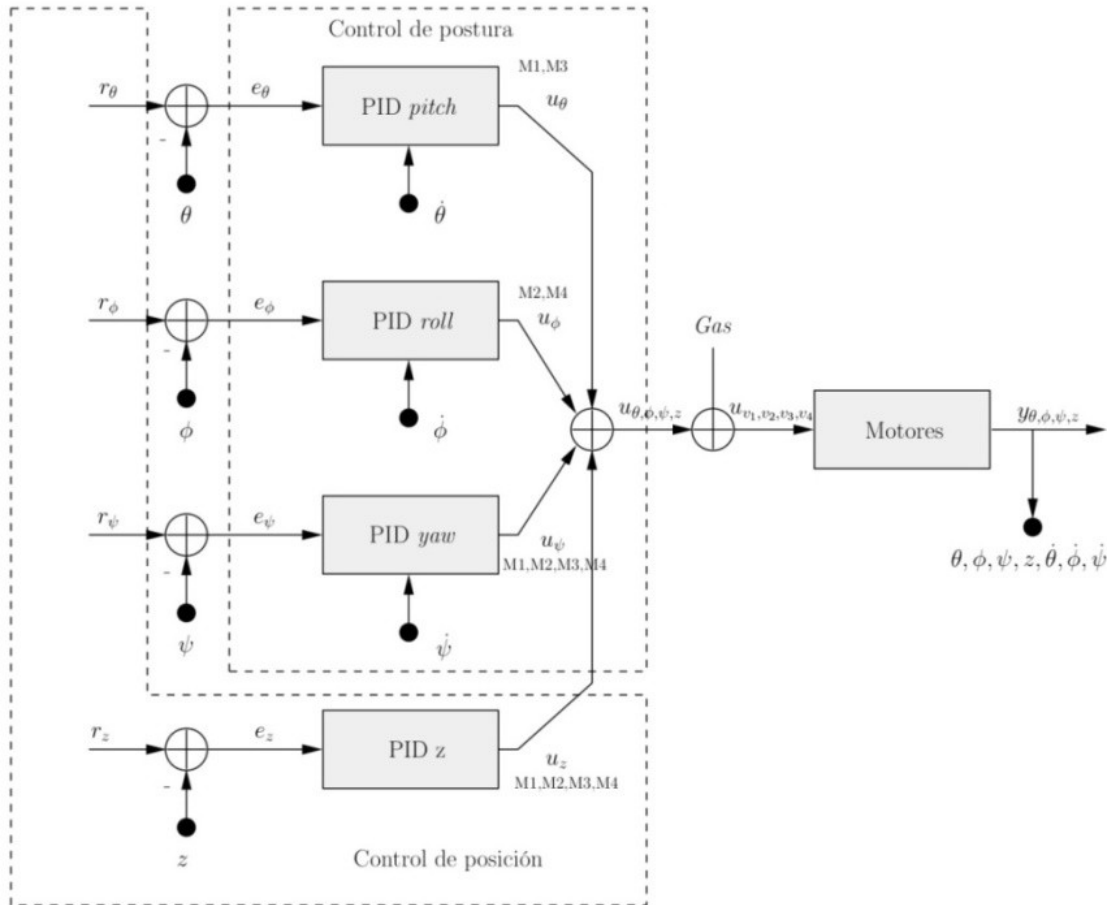 Control de postura
M1,M3
r_θ
e_θ
PID pitch
u_θ
-
θ
θ̇
M2,M4
r_ϕ
e_ϕ
PID roll
u_ϕ
-
ϕ
ϕ̇
Gas
u_θ,ϕ,ψ,z
u_v₁,v₂,v₃,v₄
Motores
y_θ,ϕ,ψ,z
θ, ϕ, ψ, z, θ̇, ϕ̇, ψ̇
r_ψ
e_ψ
PID yaw
u_ψ
M1,M2,M3,M4
-
ψ
ψ̇
r_z
e_z
PID z
u_z
M1,M2,M3,M4
-
z
Control de posición